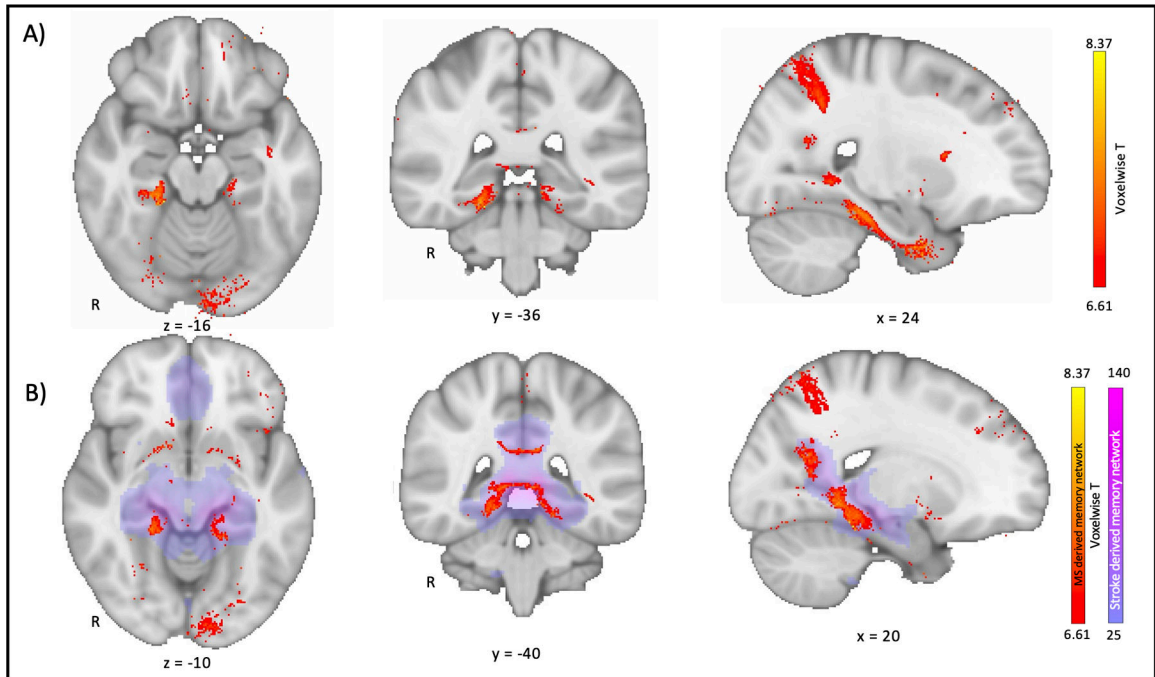 A)
R
z = -16
R
y = -36
x = 24
8.37
Voxelwise T
6.61
B)
R
z = -10
R
y = -40
x = 20
8.37
140
MS derived memory network
Voxelwise T
Stroke derived memory network
6.61
25